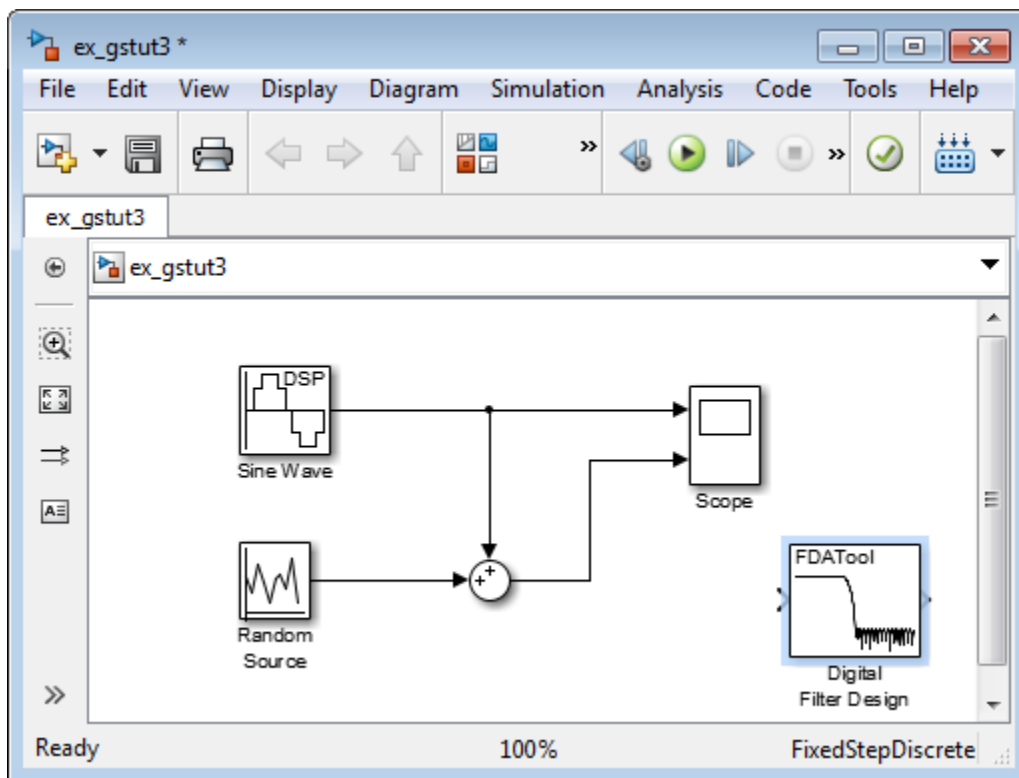 ex_gstut3 *
File Edit View Display Diagram Simulation Analysis Code Tools Help
ex_gstut3
ex_gstut3
DSP
Sine Wave
Scope
FDATool
Random
Source
Digital
Filter Design
Ready 100% FixedStepDiscrete